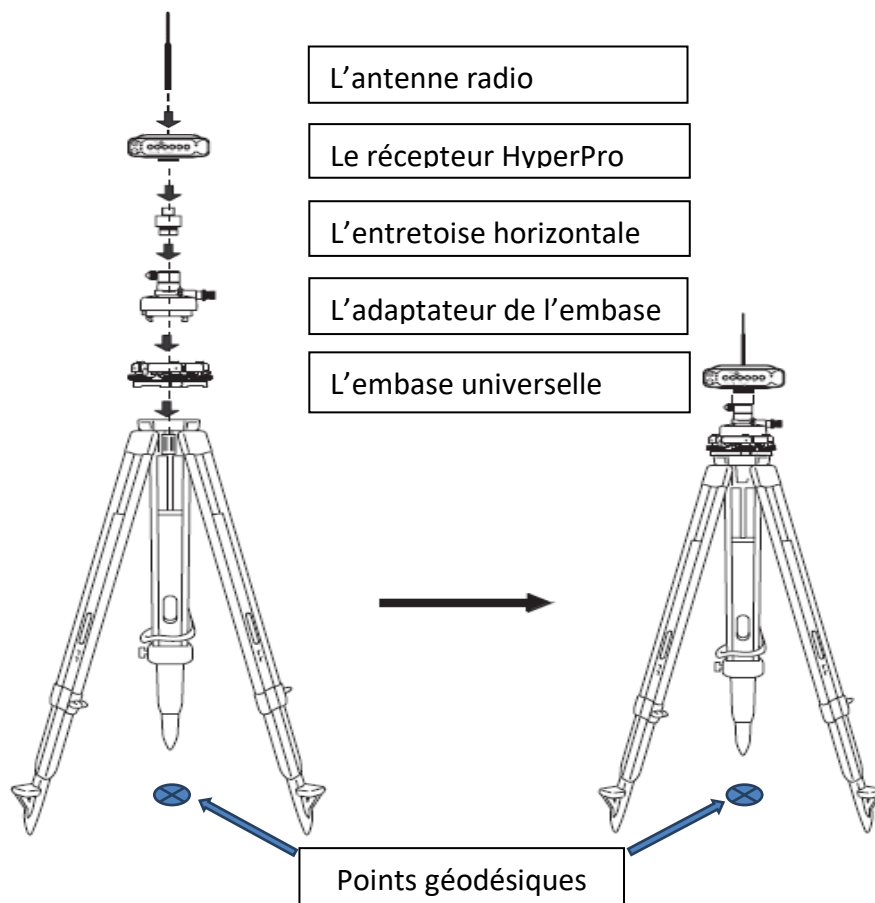 L’antenne radio
Le récepteur HyperPro
L’entretoise horizontale
L’adaptateur de l’embase
L’embase universelle
Points géodésiques